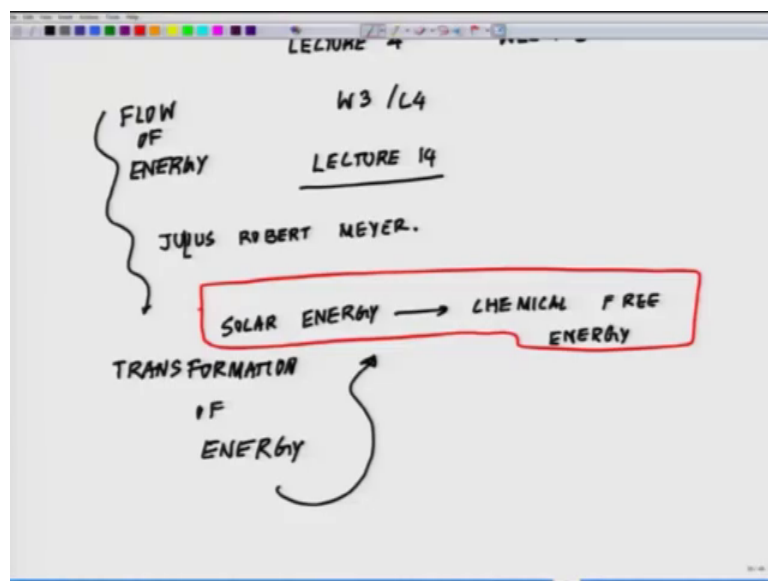 LECTURE 4
W3 / L4
FLOW
OF
ENERGY
LECTURE 14
JULIUS ROBERT MEYER.
SOLAR ENERGY → CHEMICAL FREE
ENERGY
TRANSFORMATION
OF
ENERGY